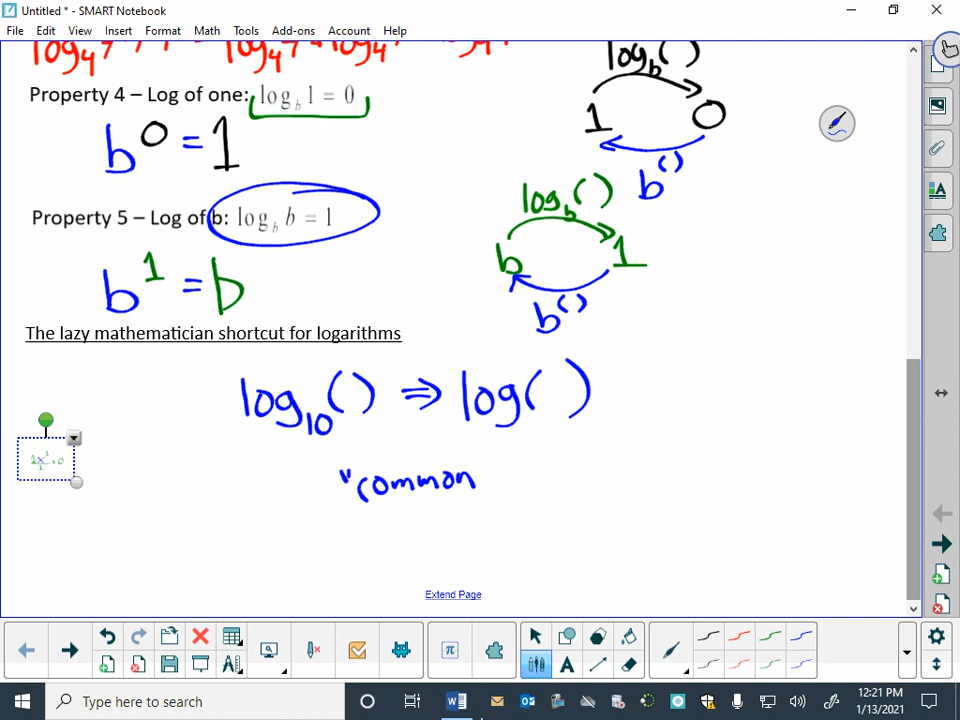 Untitled * - SMART Notebook
File Edit View Insert Format Math Tools Add-ons Account Help
Property 4 – Log of one: log_b 1 = 0
b^0 = 1
log_b ( )
1 0
b^( )
Property 5 – Log of b: log_b b = 1
b^1 = b
log_b ( )
b 1
b^( )
The lazy mathematician shortcut for logarithms
log_10 ( ) ⇒ log( )
"common
Extend Page
Type here to search
12:21 PM
1/13/2021